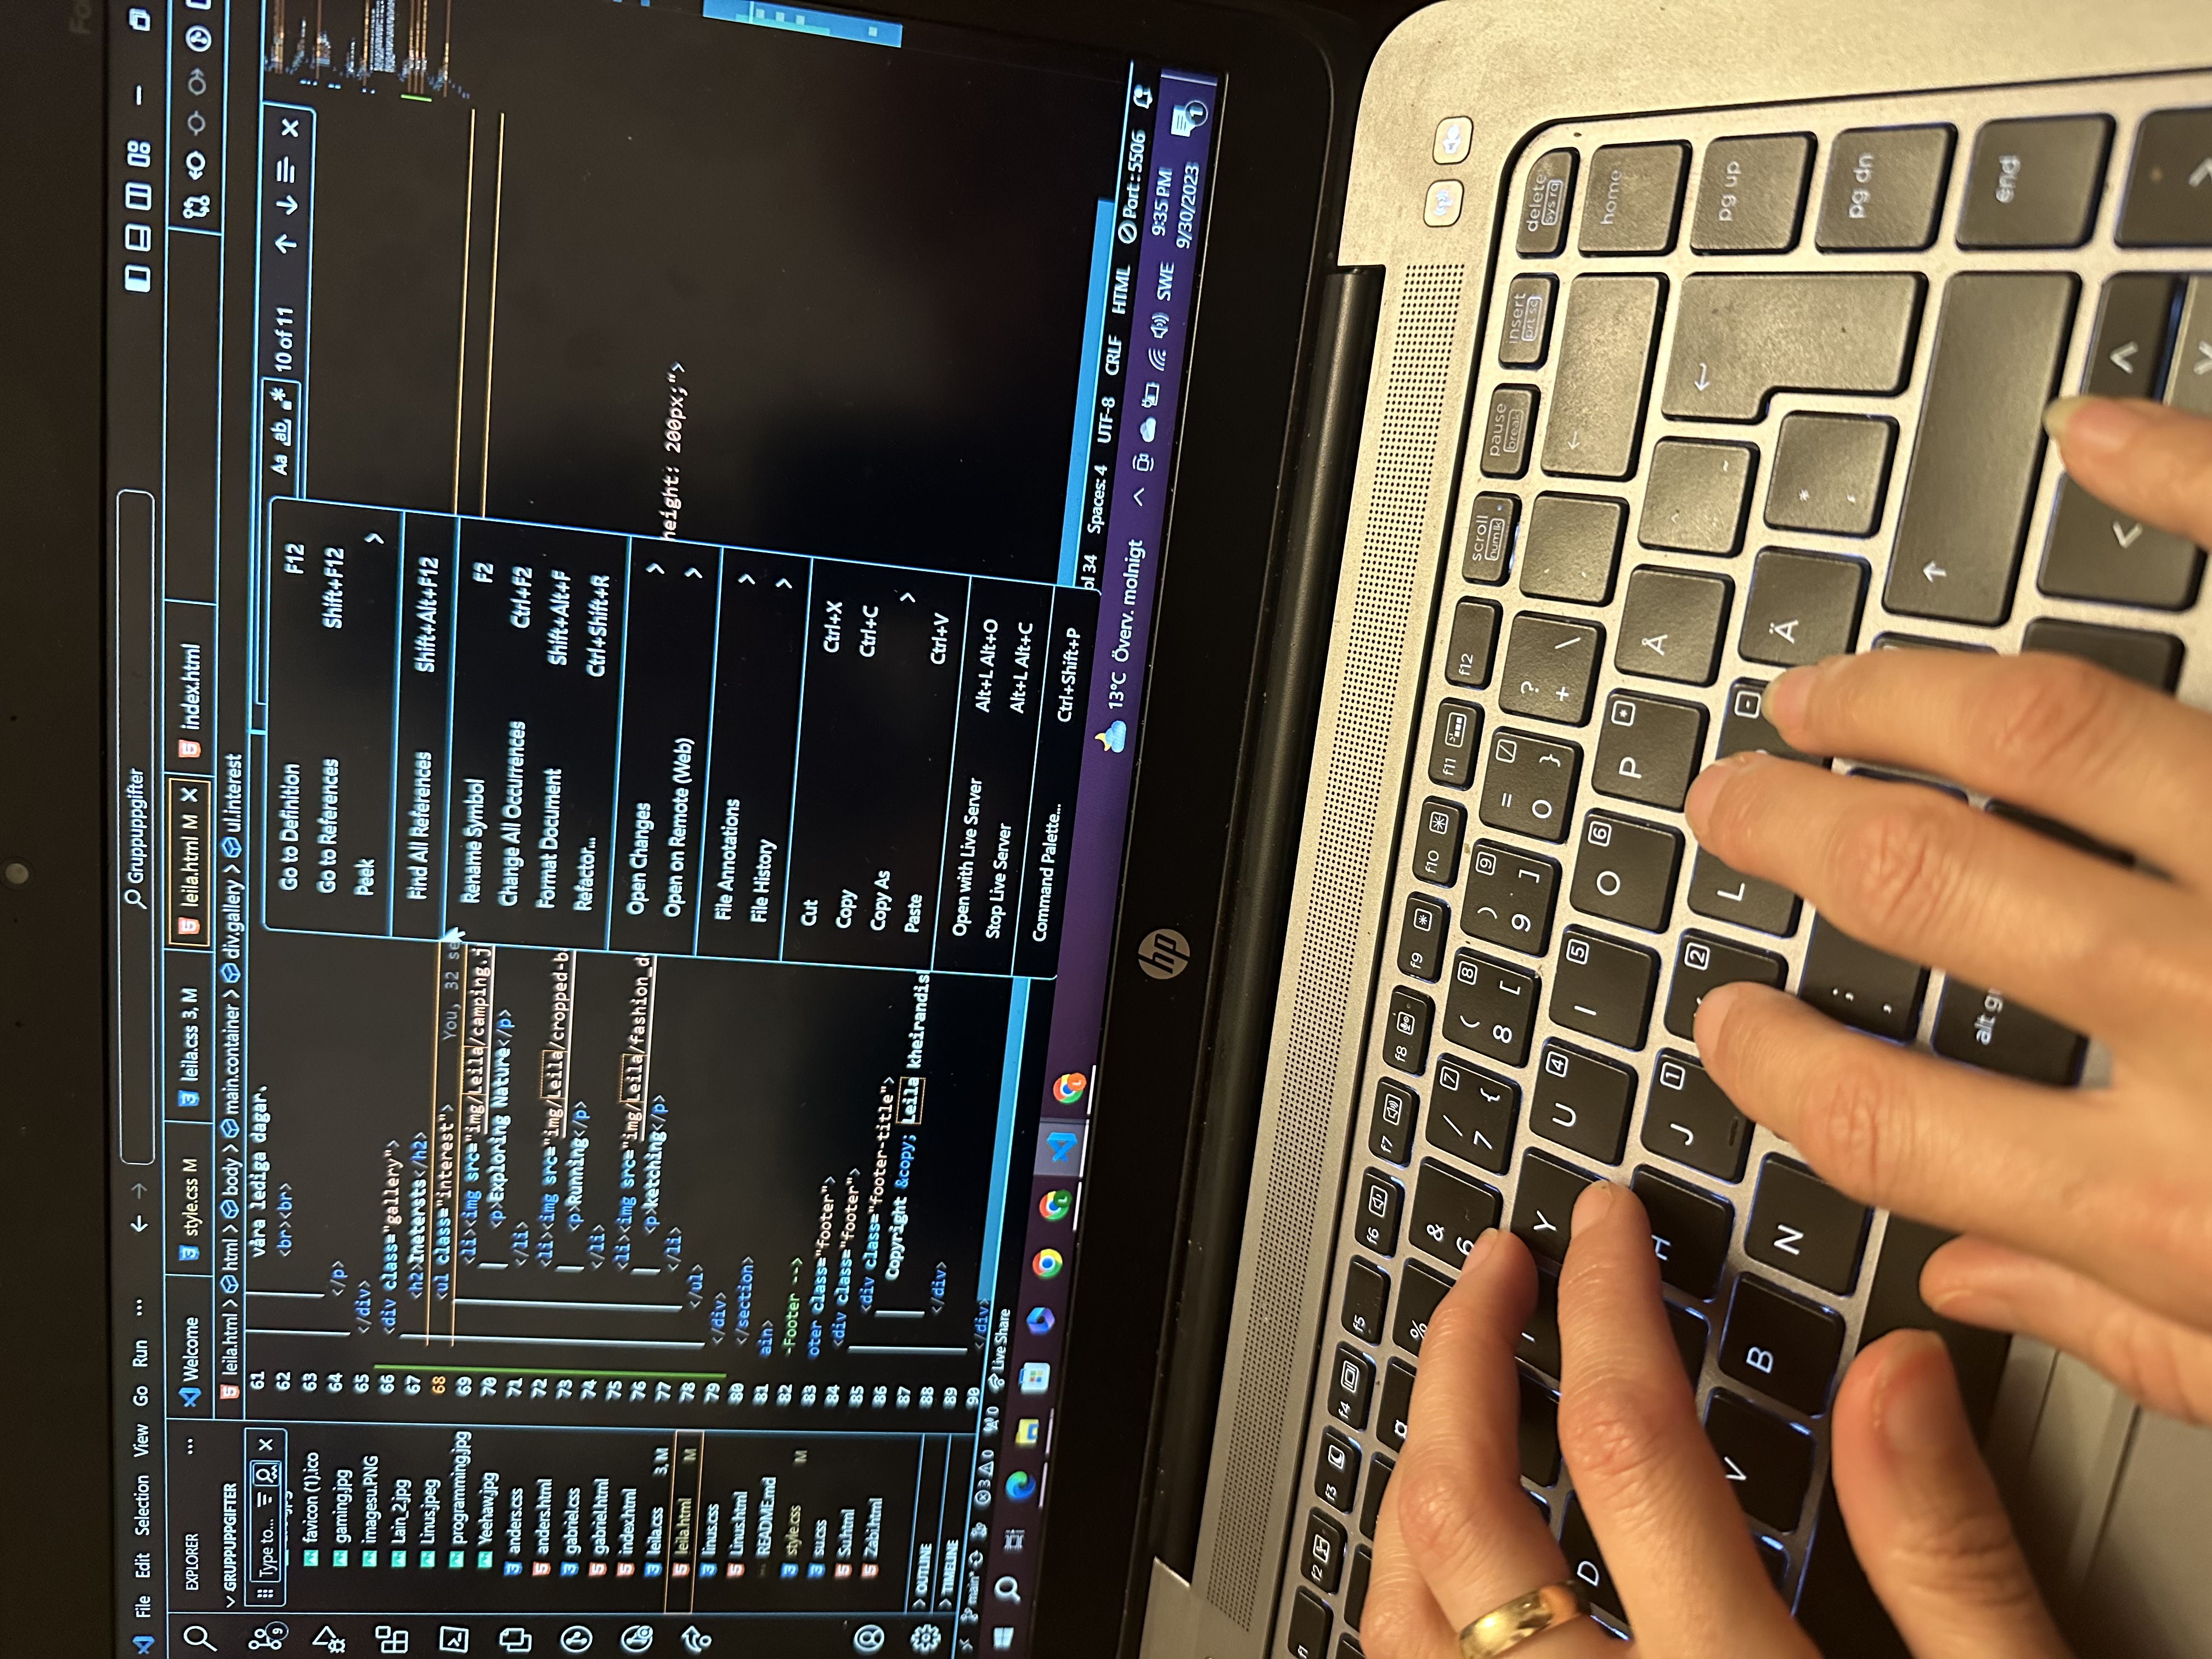 File Edit Selection View Go Run ... Gruppuppgifter
EXPLORER ...
Welcome style.css M leila.css 3, M leila.html M index.html
GRUPPUPPGIFTER
leila.html > html > body > main.container > div.gallery > ul.interest
Type to...
Aa ab 10 of 11
favicon (1).ico
gaming.jpg
imagesu.PNG
Lain_2.jpg
Linus.jpeg
programming.jpg
Yeehaw.jpg
anders.css
anders.html
gabriel.css
gabriel.html
index.html
leila.css 3, M
leila.html M
linus.css
Linus.html
README.md
style.css M
su.css
Su.html
Zabi.html
OUTLINE
TIMELINE
61 våra lediga dagar.
62 <br><br>
63
64 </p>
65 </div>
66 <div class="gallery">
67 <h2>Inetersts</h2>
68 <ul class="interest"> You, 32 se
69 <li><img src="img/Leila/camping.j
70 <p>Exploring Nature</p>
71 </li>
72 <li><img src="img/Leila/cropped-b
73 <p>Running</p>
74 </li>
75 <li><img src="img/Leila/fashion_d
76 <p>ketching</p>
77 </li>
78 </ul>
79 </div>
80 </section>
81 ain>
82 -Footer -->
83 oter class="footer">
84 <div class="footer">
85 <div class="footer-title">
86 Copyright &copy; Leila kheirandis
87
88 </div>
89
90 </div>
height: 200px;">
Go to Definition F12
Go to References Shift+F12
Peek
Find All References Shift+Alt+F12
Rename Symbol F2
Change All Occurrences Ctrl+F2
Format Document Shift+Alt+F
Refactor... Ctrl+Shift+R
Open Changes
Open on Remote (Web)
File Annotations
File History
Cut Ctrl+X
Copy Ctrl+C
Copy As
Paste Ctrl+V
Open with Live Server Alt+L Alt+O
Stop Live Server Alt+L Alt+C
Command Palette... Ctrl+Shift+P
main* 3 0 0 Live Share
34 Spaces: 4 UTF-8 CRLF HTML Port : 5506
13°C Överv. molnigt SWE 9:35 PM
9/30/2023 1
hp
f1 f2 f3 f4 f5 f6 f7 f8 f9 f10 f11 f12 scroll num lk pause break insert prt sc delete sys rq
% & 6 / 7 { 7 ( 8 [ 8 ) 9 ] 9 = 0 } / ? + \ ←
Y U 4 I 5 O 6 P * Å home
D H J 1 2 L - Ä * ' ↵ pg up
V B N ; , pg dn
↑ end
alt gr < ^